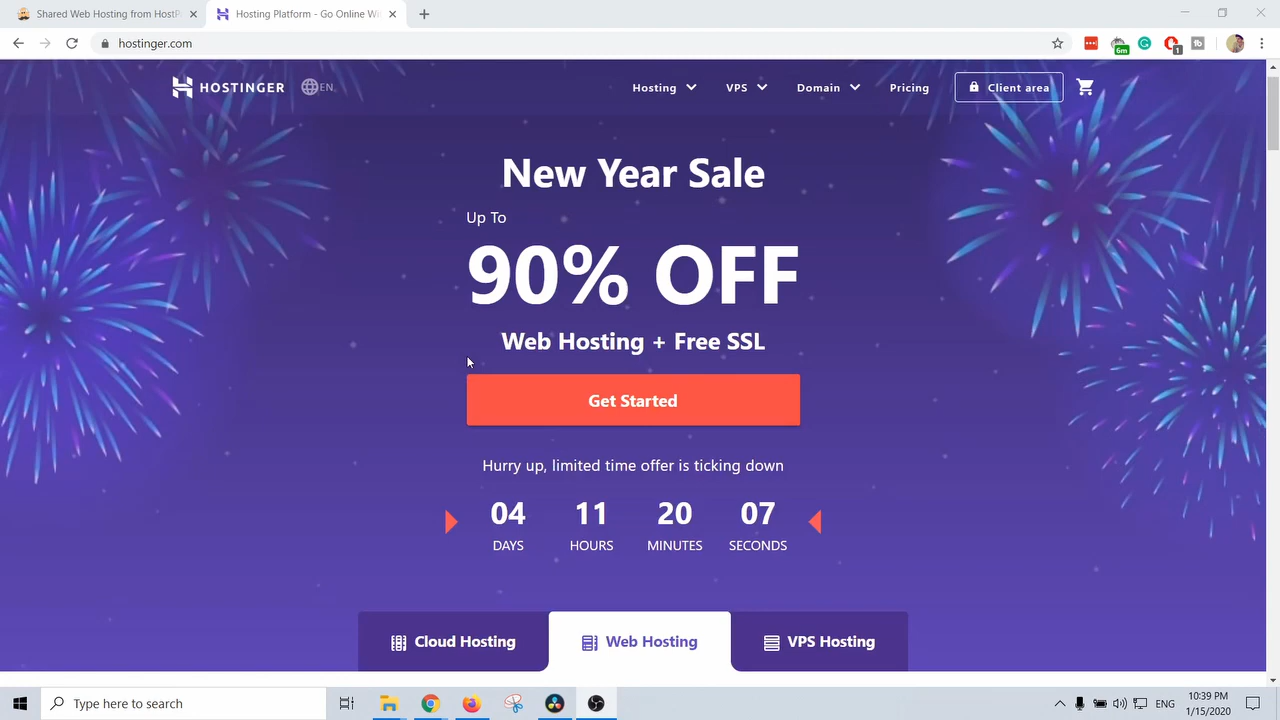 Shared Web Hosting from HostP
Hosting Platform - Go Online Wi
hostinger.com
6m
1
HOSTINGER
EN
Hosting
VPS
Domain
Pricing
Client area
New Year Sale
Up To
90% OFF
Web Hosting + Free SSL
Get Started
Hurry up, limited time offer is ticking down
04 11 20 07
DAYS HOURS MINUTES SECONDS
Cloud Hosting
Web Hosting
VPS Hosting
Type here to search
ENG
10:39 PM
1/15/2020